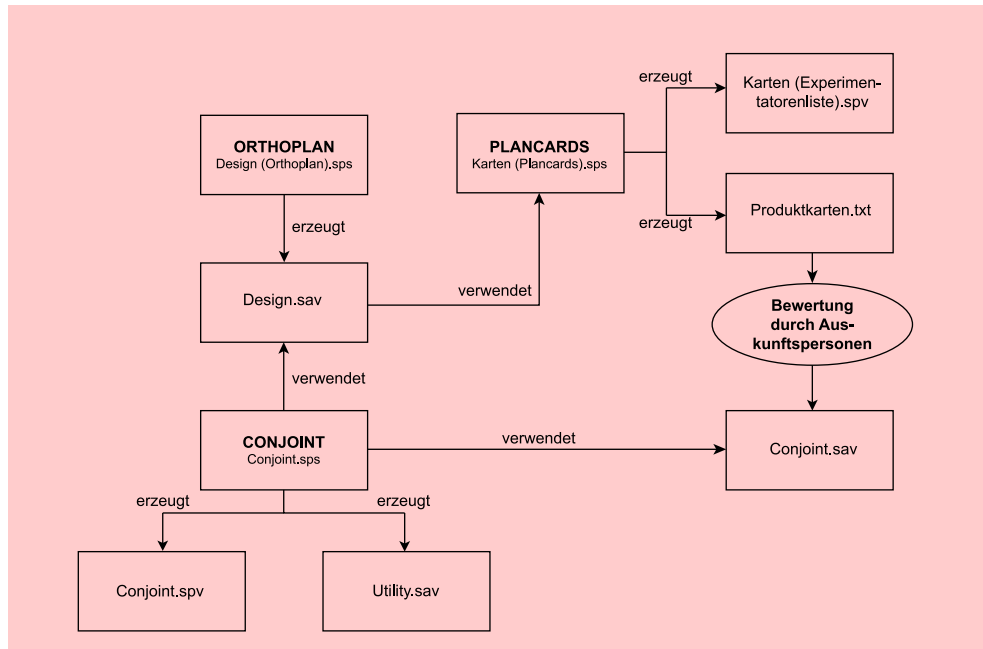 erzeugt
Karten (Experimen-
tatorenliste).spv
ORTHOPLAN
Design (Orthoplan).sps
PLANCARDS
Karten (Plancards).sps
erzeugt
Produktkarten.txt
erzeugt
Design.sav
verwendet
Bewertung
durch Aus-
kunftspersonen
verwendet
CONJOINT
Conjoint.sps
verwendet
Conjoint.sav
erzeugt
erzeugt
Conjoint.spv
Utility.sav